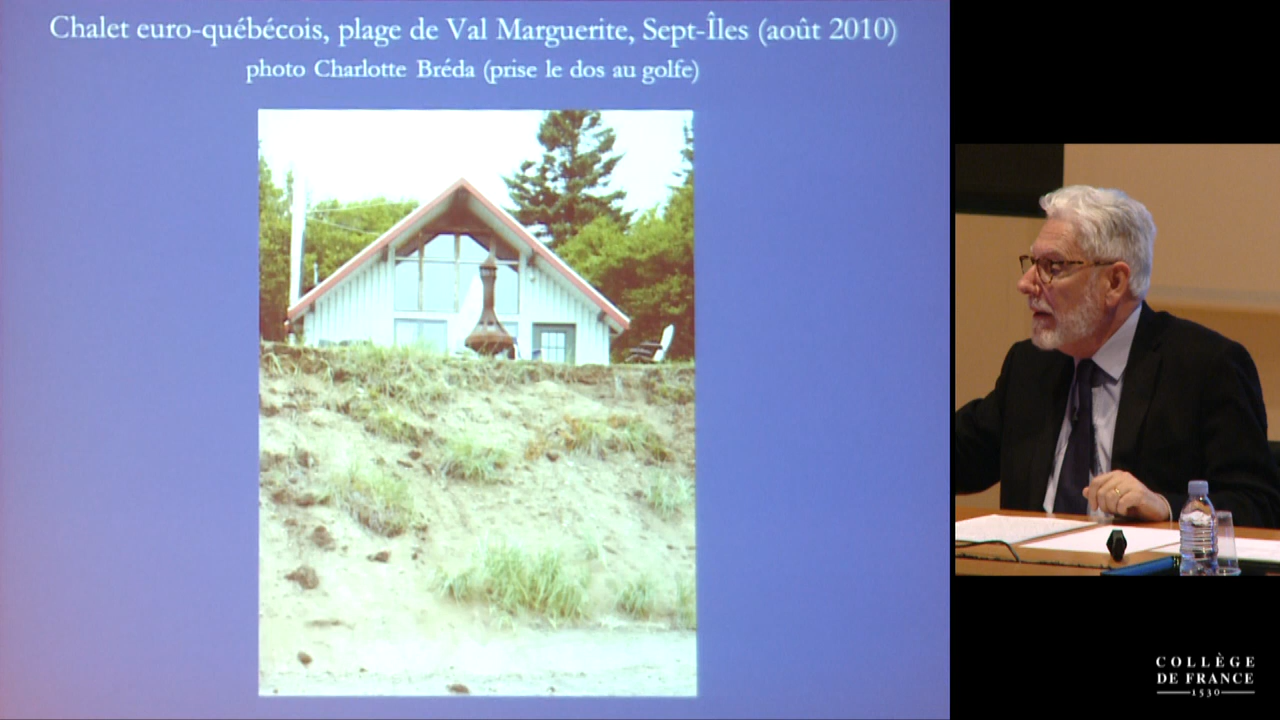 Chalet euro-québécois, plage de Val Marguerite, Sept-Îles (août 2010)
photo Charlotte Bréda (prise le dos au golfe)
COLLÈGE
DE FRANCE
1530